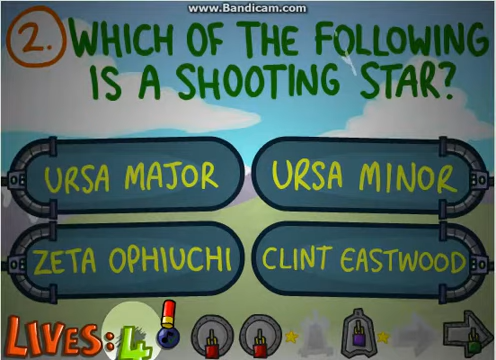 www.Bandicam.com
2. WHICH OF THE FOLLOWING
IS A SHOOTING STAR?
URSA MAJOR
URSA MINOR
ZETA OPHIUCHI
CLINT EASTWOOD
LIVES: 4